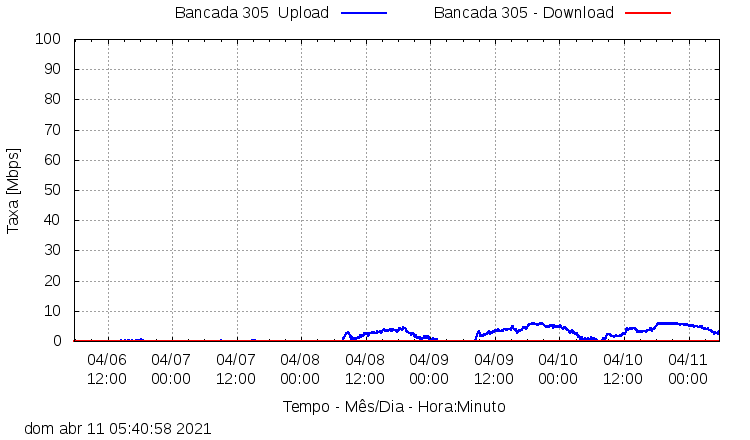 Bancada 305  Upload
Bancada 305 - Download
100
90
80
70
60
50
40
30
20
10
0
Taxa [Mbps]
04/06 04/07 04/07 04/08 04/08 04/09 04/09 04/10 04/10 04/11
12:00 00:00 12:00 00:00 12:00 00:00 12:00 00:00 12:00 00:00
Tempo - Mês/Dia - Hora:Minuto
dom abr 11 05:40:58 2021